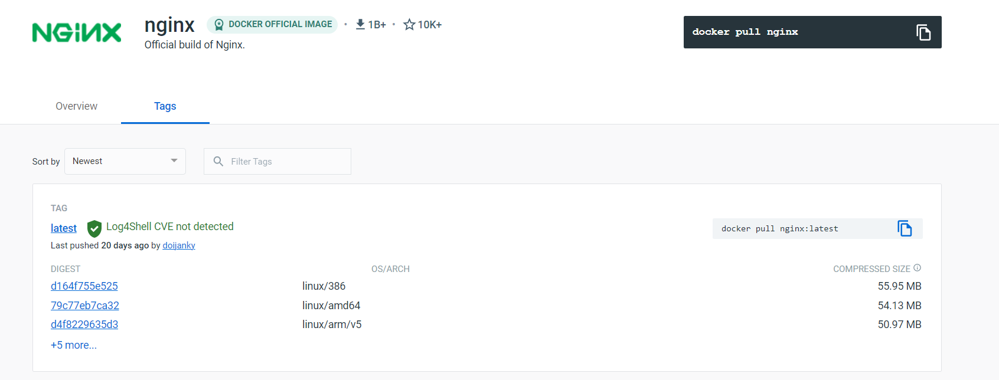 NGINX
nginx DOCKER OFFICIAL IMAGE • 1B+ • 10K+
Official build of Nginx.
docker pull nginx
Overview Tags
Sort by Newest Filter Tags
TAG
latest Log4Shell CVE not detected
docker pull nginx:latest
Last pushed 20 days ago by doijanky
DIGEST OS/ARCH COMPRESSED SIZE
d164f755e525 linux/386 55.95 MB
79c77eb7ca32 linux/amd64 54.13 MB
d4f8229635d3 linux/arm/v5 50.97 MB
+5 more...